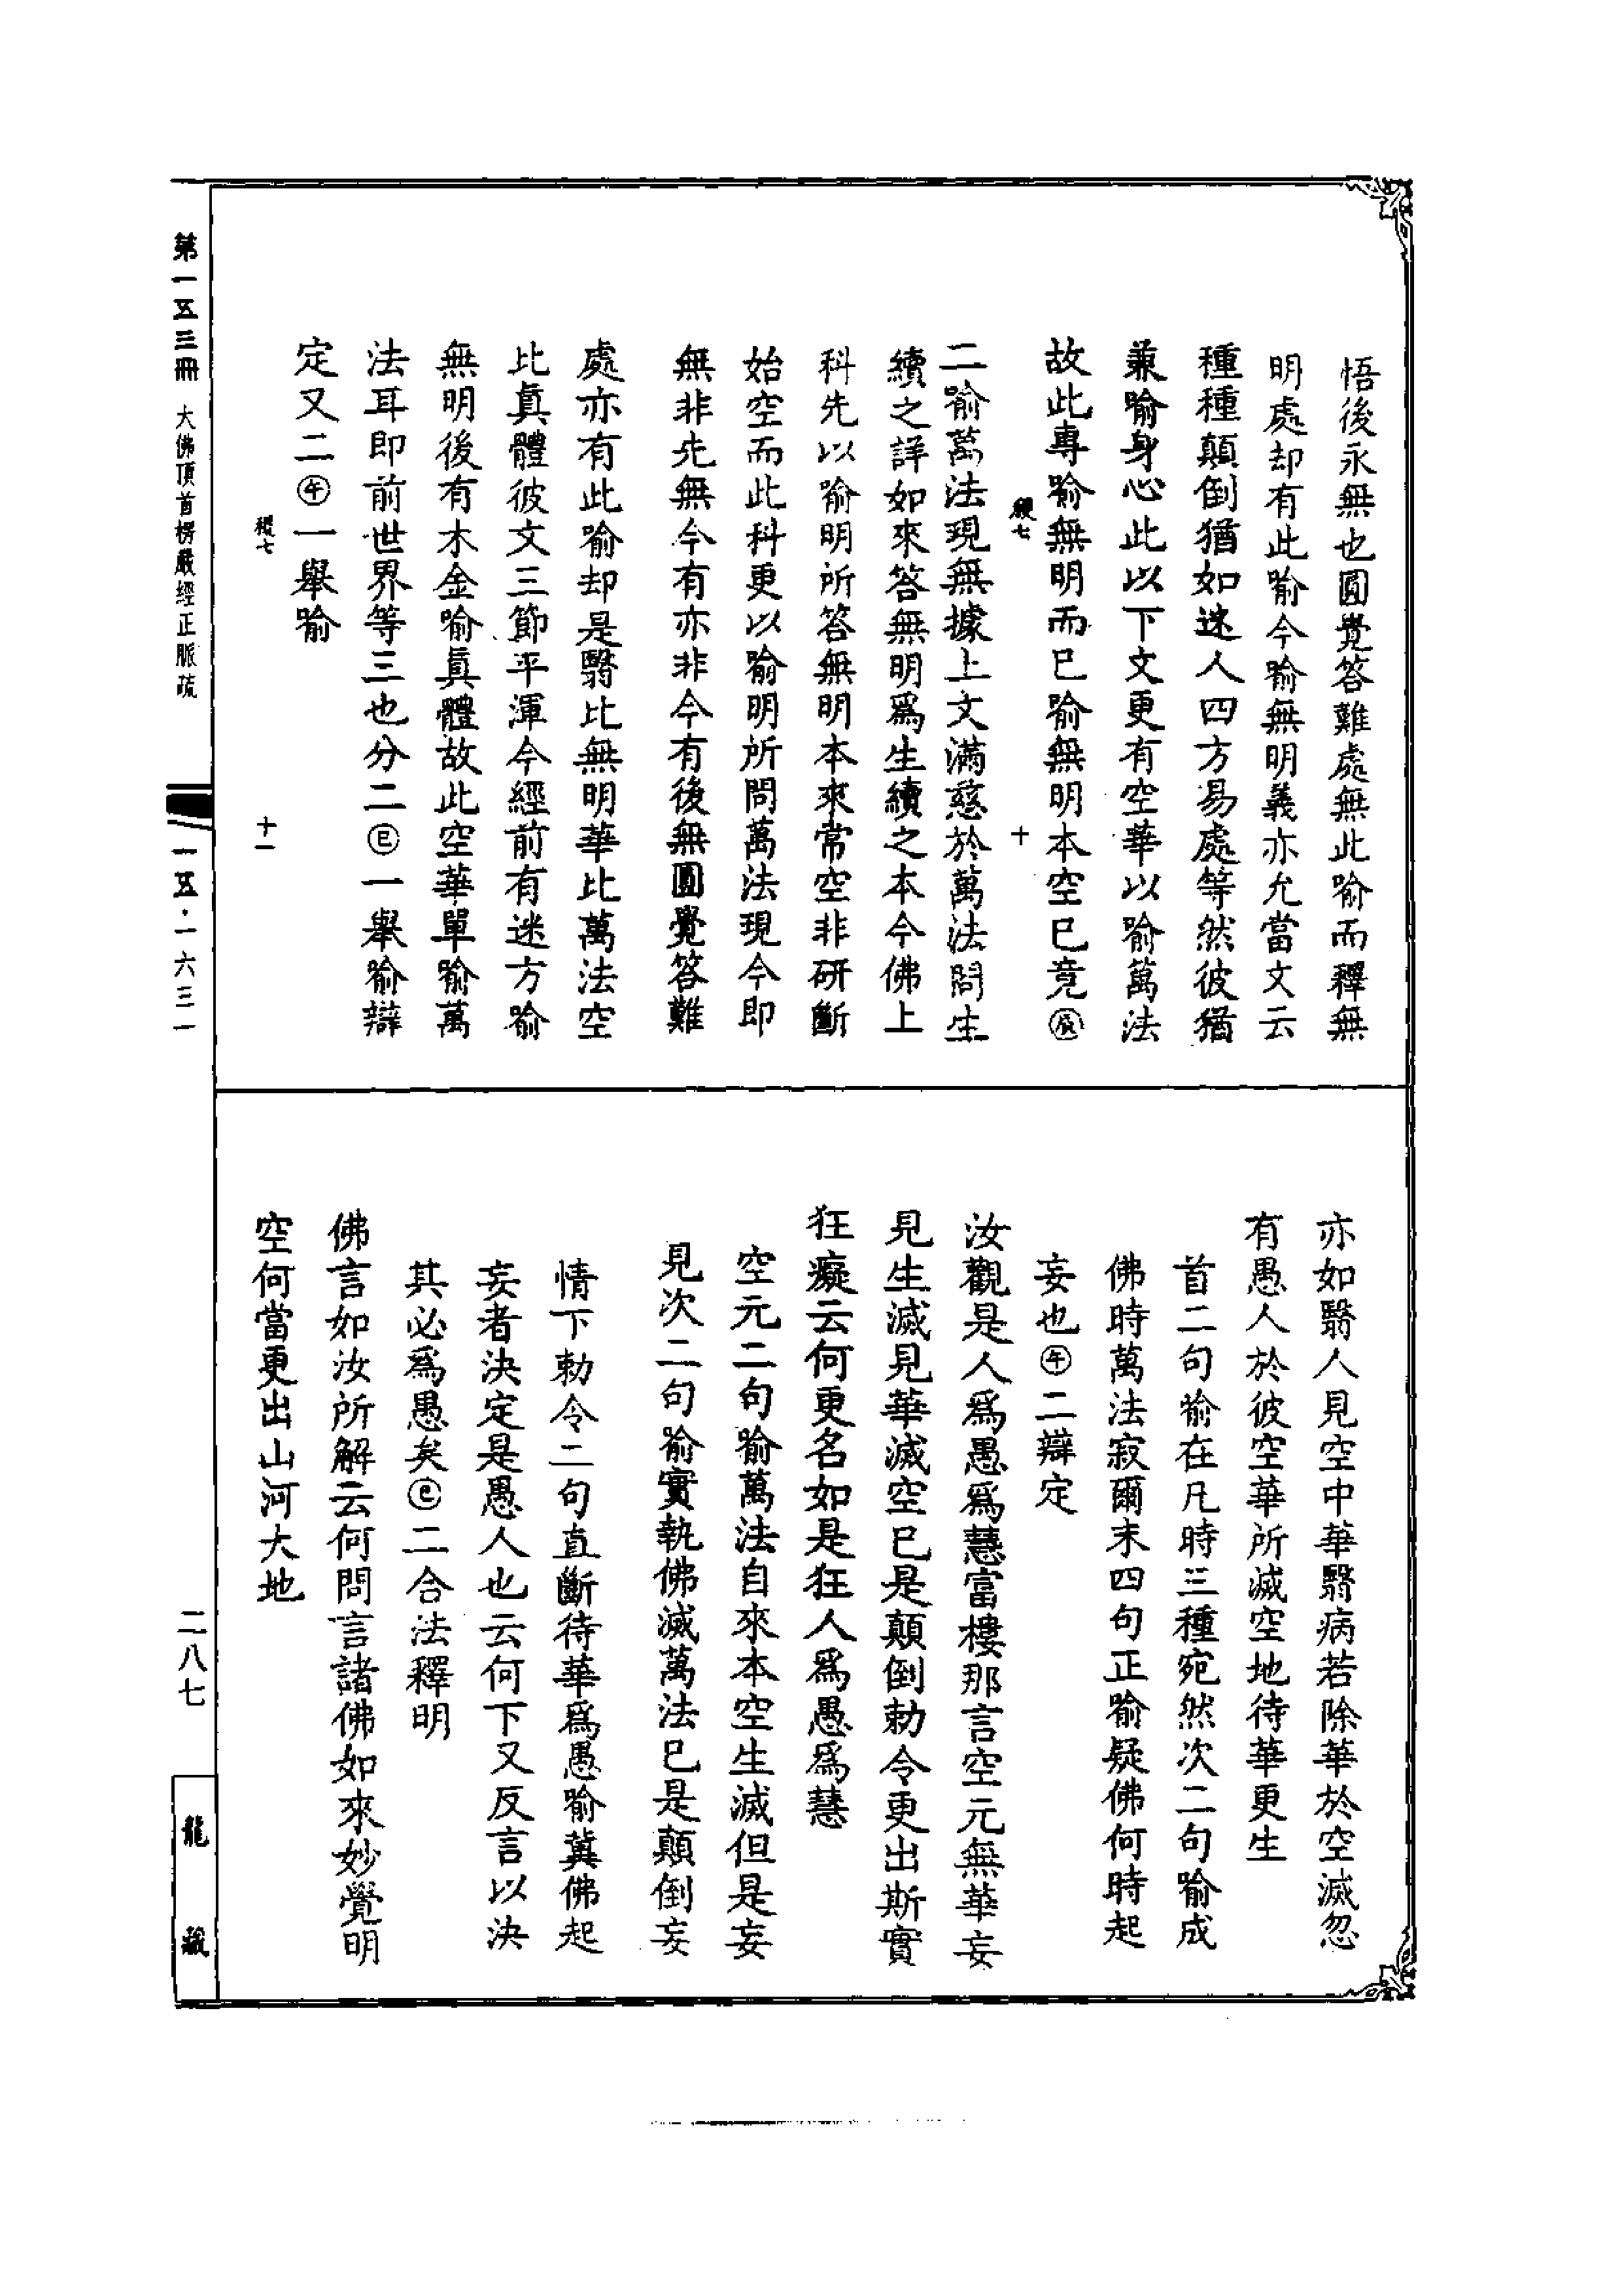 悟後永無也圓覺答難處無此喻而釋無
明處却有此喻今喻無明義亦允當文云
種種顛倒猶如迷人四方易處等然彼猶
兼喻身心此以下文更有空華以喻萬法
故此專喻無明而已喻無明本空已竟㊀辰
七
十
二喻萬法現無據上文滿慈於萬法問生
續之詳如來答無明爲生續之本今佛上
科先以喻明所答無明本來常空非研斷
始空而此科更以喻明所問萬法現今即
無非先無今有亦非今有後無圓覺答難
處亦有此喻却是翳比無明華比萬法空
比真體彼文三節平渾今經前有迷方喻
無明後有木金喻真體故此空華單喻萬
法耳即前世界等三也分二㊀巳一舉喻辯
定又二㊀午一舉喻
七
十一
亦如翳人見空中華翳病若除華於空滅忽
有愚人於彼空華所滅空地待華更生
首二句喻在凡時三種宛然次二句喻成
佛時萬法寂爾末四句正喻疑佛何時起
妄也㊀午二辯定
汝觀是人爲愚爲慧富樓那言空元無華妄
見生滅見華滅空已是顛倒勅令更出斯實
狂癡云何更名如是狂人爲愚爲慧
空元二句喻萬法自來本空生滅但是妄
見次二句喻實執佛滅萬法已是顛倒妄
情下勅令二句直斷待華爲愚喻冀佛起
妄者決定是愚人也云何下又反言以決
其必爲愚矣㊀巳二合法釋明
佛言如汝所解云何問言諸佛如來妙覺明
空何當更出山河大地
第一五三冊 大佛頂首楞嚴經正脈疏
一五·一六三一
二八七
龍藏